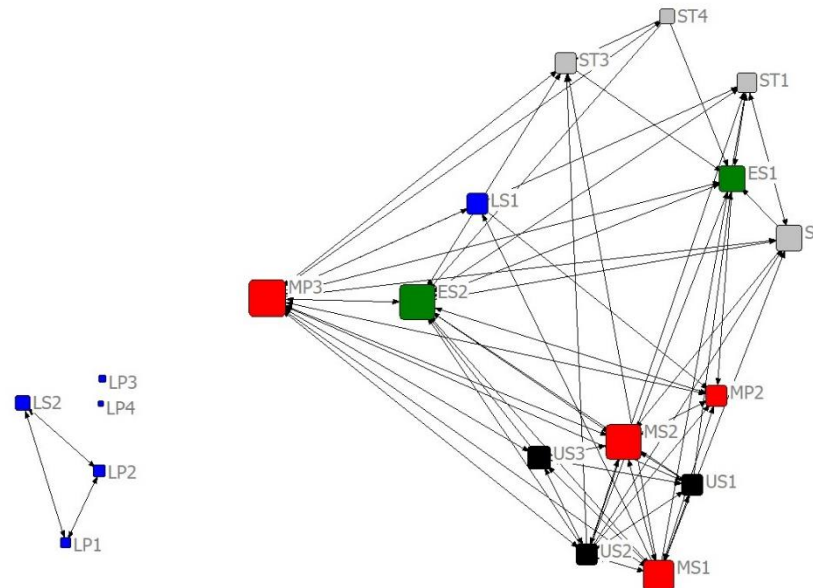 ST4
ST3
ST1
ES1
LS1
S
MP3
ES2
LP3
LS2
LP4
MP2
MS2
US3
LP2
US1
LP1
US2
MS1